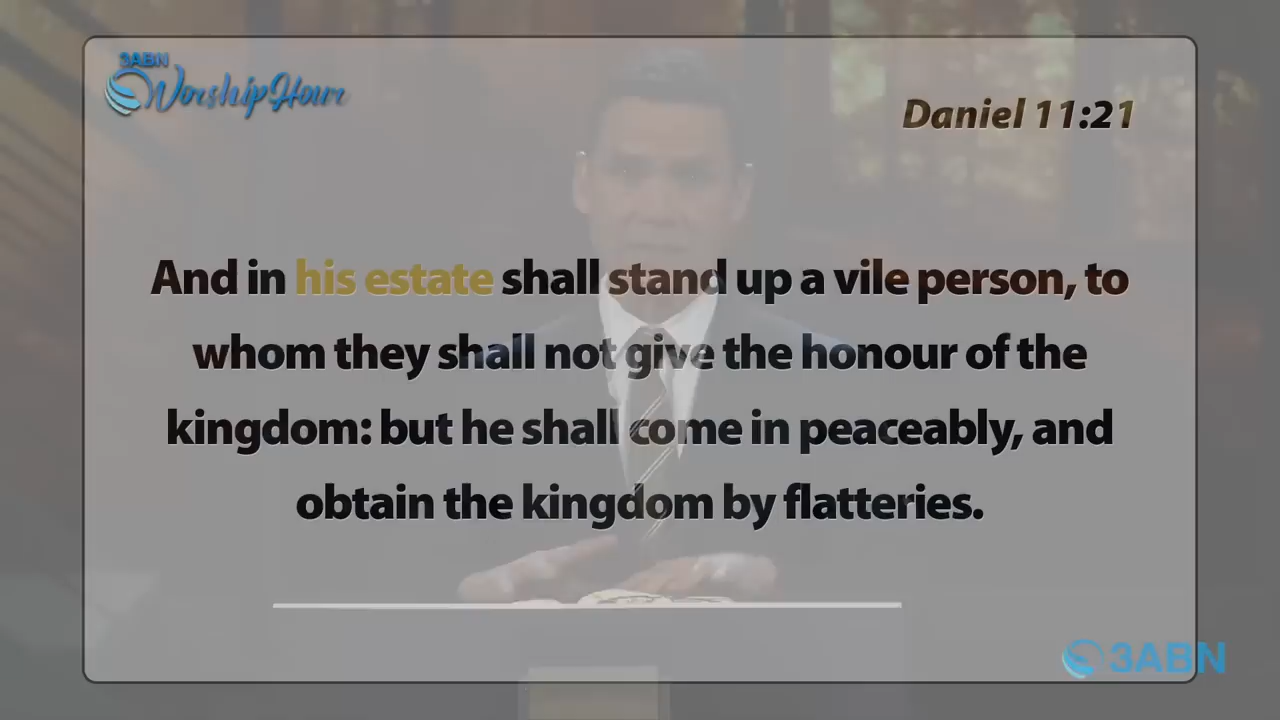 3ABN
Worship Hour
Daniel 11:21
And in his estate shall stand up a vile person, to
whom they shall not give the honour of the
kingdom: but he shall come in peaceably, and
obtain the kingdom by flatteries.
3ABN